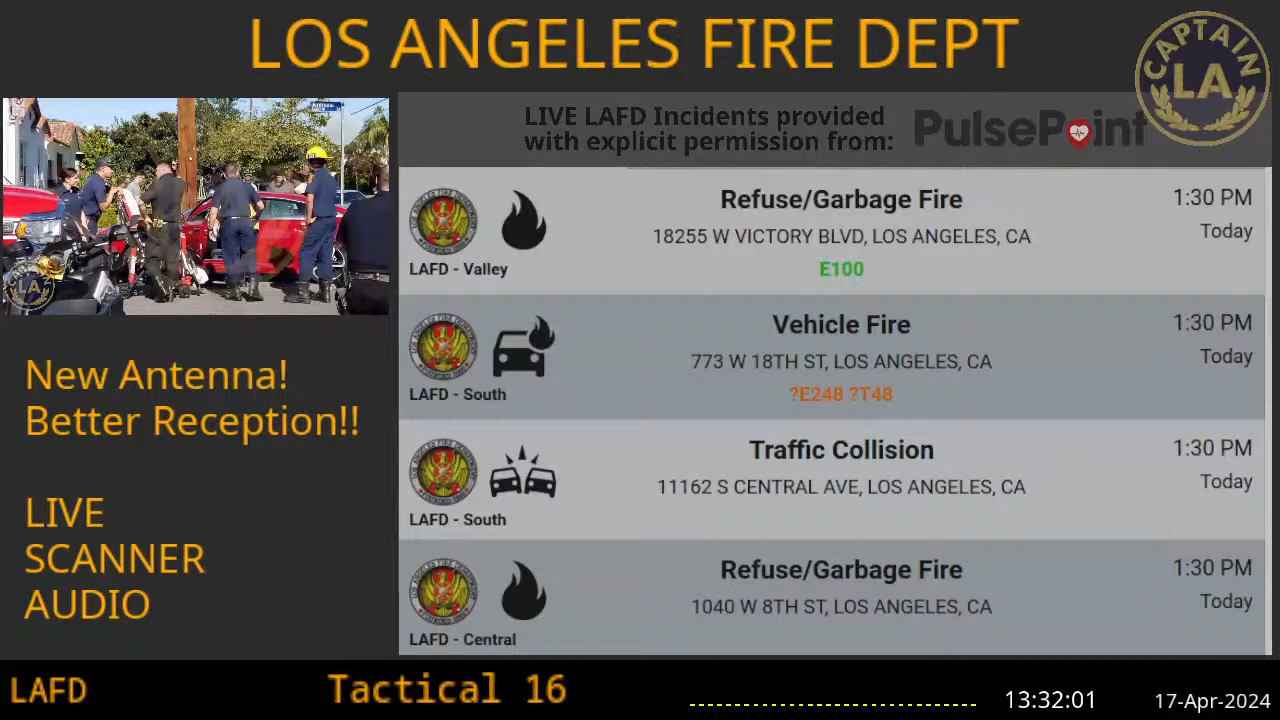 LOS ANGELES FIRE DEPT
CAPTAIN
LA
LIVE LAFD Incidents provided
with explicit permission from:
PulsePoint
Refuse/Garbage Fire
1:30 PM
18255 W VICTORY BLVD, LOS ANGELES, CA
Today
LAFD - Valley
E100
Vehicle Fire
1:30 PM
773 W 18TH ST, LOS ANGELES, CA
Today
LAFD - South
?E248 ?T48
Traffic Collision
1:30 PM
11162 S CENTRAL AVE, LOS ANGELES, CA
Today
LAFD - South
Refuse/Garbage Fire
1:30 PM
1040 W 8TH ST, LOS ANGELES, CA
Today
LAFD - Central
New Antenna!
Better Reception!!
LIVE
SCANNER
AUDIO
LAFD
Tactical 16
13:32:01
17-Apr-2024